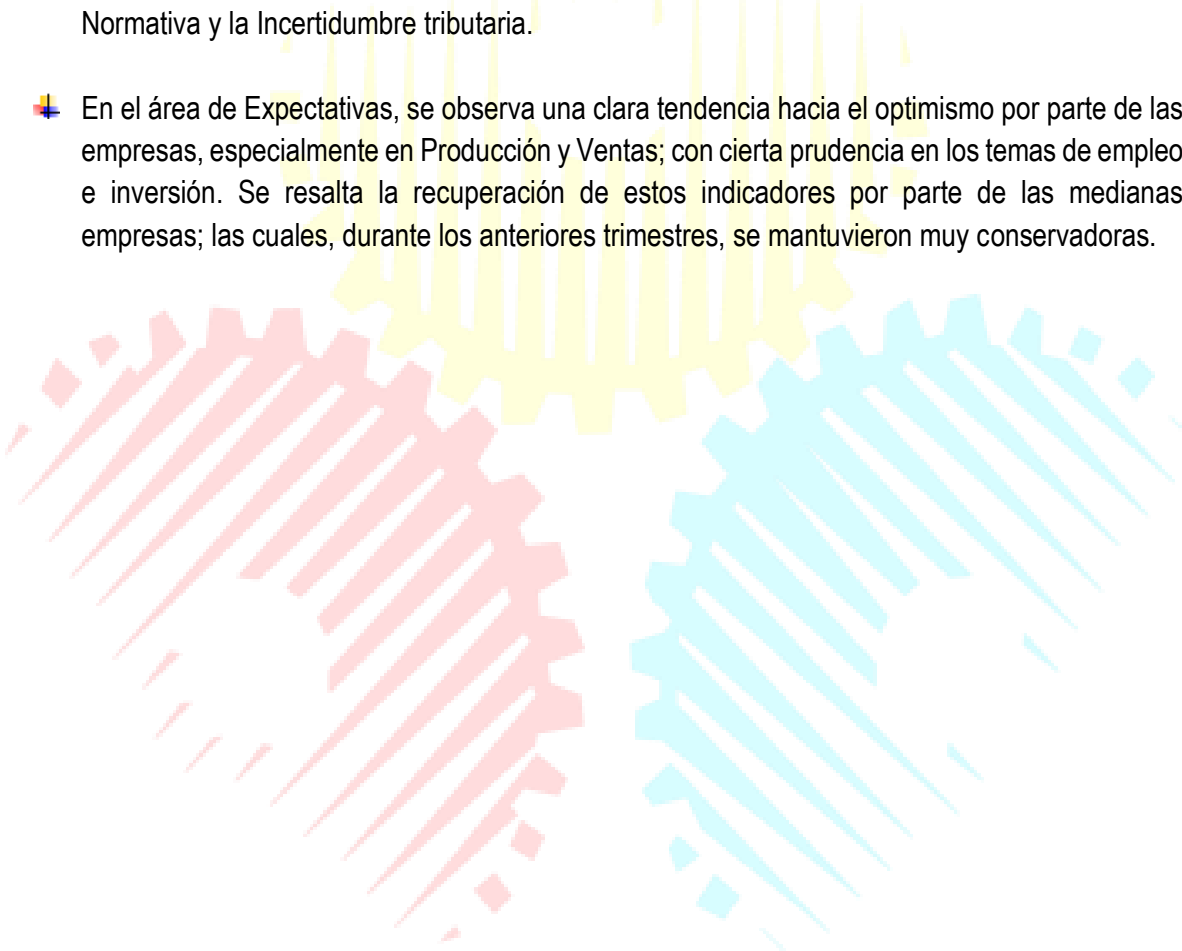 Normativa y la Incertidumbre tributaria.
En el área de Expectativas, se observa una clara tendencia hacia el optimismo por parte de las
empresas, especialmente en Producción y Ventas; con cierta prudencia en los temas de empleo
e inversión. Se resalta la recuperación de estos indicadores por parte de las medianas
empresas; las cuales, durante los anteriores trimestres, se mantuvieron muy conservadoras.